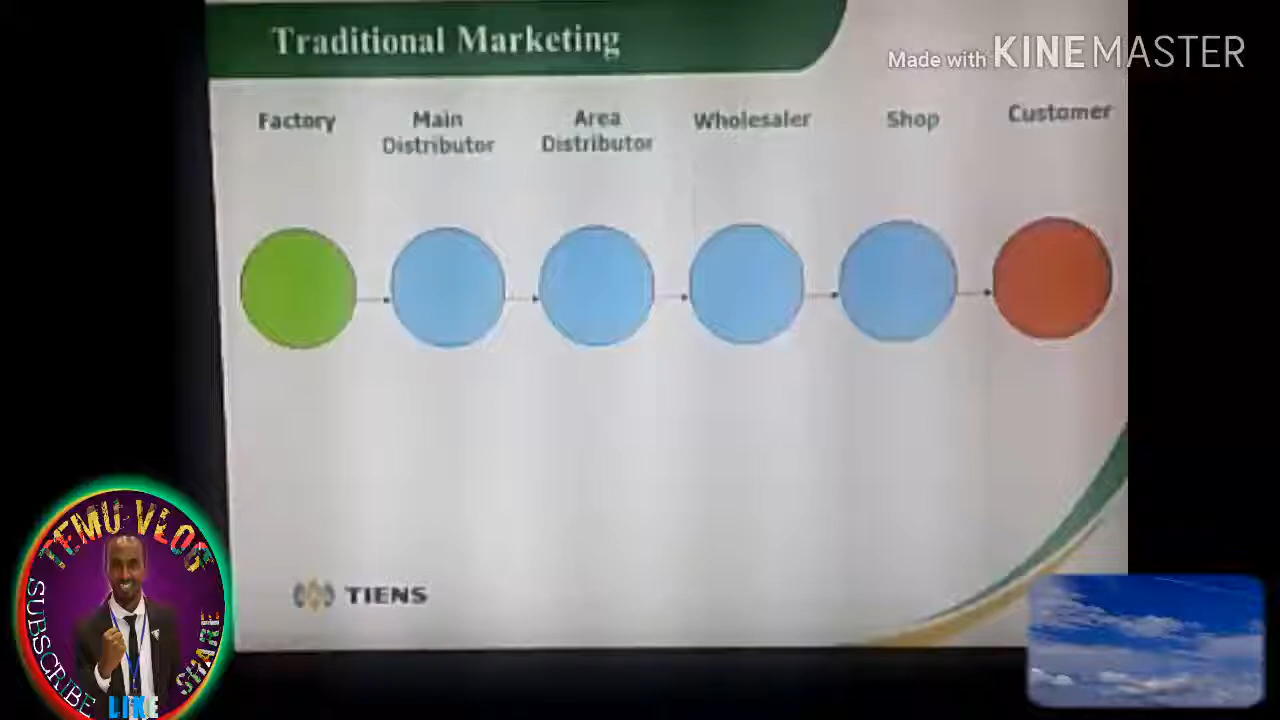 Traditional Marketing
Made with KINEMASTER
Factory
Main
Distributor
Area
Distributor
Wholesaler
Shop
Customer
TIENS
TEMU VLOG
SUBSCRIBE
LIKE
SHARE